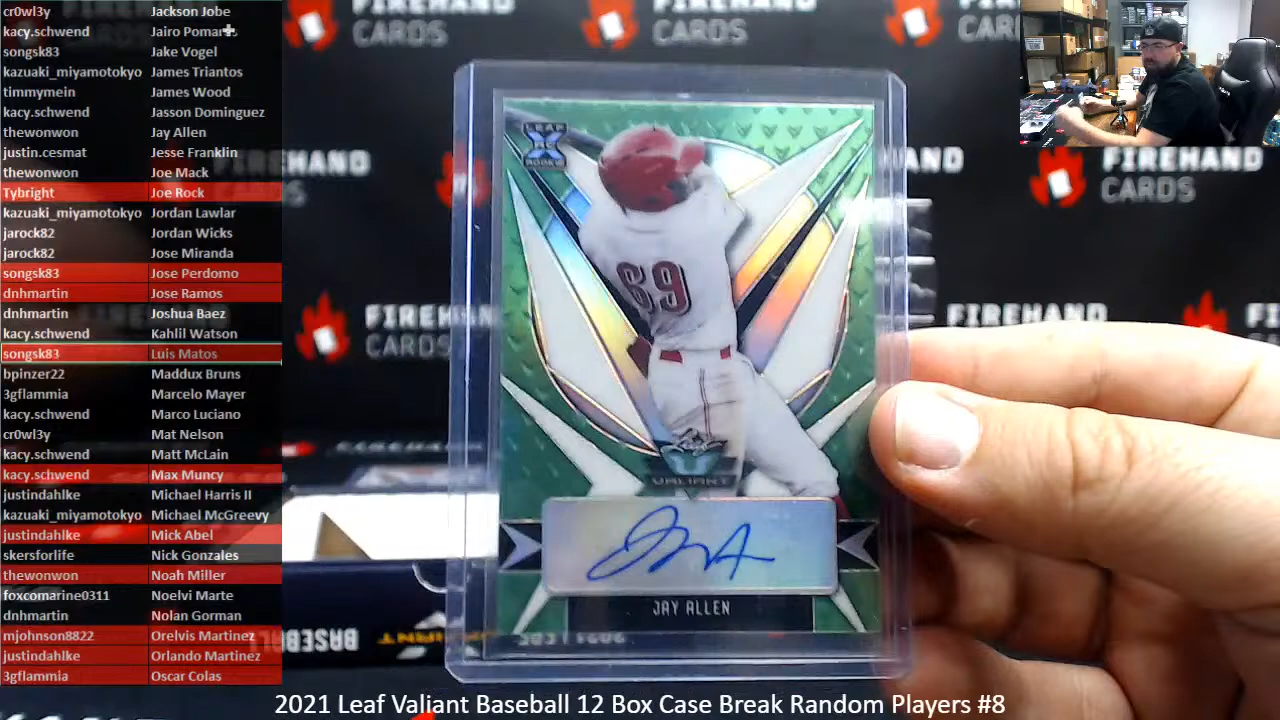 cr0wl3y Jackson Jobe
kacy.schwend Jairo Pomar
songsk83 Jake Vogel
kazuaki_miyamotokyo James Triantos
timmymein James Wood
kacy.schwend Jasson Dominguez
thewonwon Jay Allen
justin.cesmat Jesse Franklin
thewonwon Joe Mack
Tybright Joe Rock
kazuaki_miyamotokyo Jordan Lawlar
jarock82 Jordan Wicks
jarock82 Jose Miranda
songsk83 Jose Perdomo
dnhmartin Jose Ramos
dnhmartin Joshua Baez
kacy.schwend Kahlil Watson
songsk83 Luis Matos
bpinzer22 Maddux Bruns
3gflammia Marcelo Mayer
kacy.schwend Marco Luciano
cr0wl3y Mat Nelson
kacy.schwend Matt McLain
kacy.schwend Max Muncy
justindahlke Michael Harris II
kazuaki_miyamotokyo Michael McGreevy
justindahlke Mick Abel
skersforlife Nick Gonzales
thewonwon Noah Miller
foxcomarine0311 Noelvi Marte
dnhmartin Nolan Gorman
mjohnson8822 Orelvis Martinez
justindahlke Orlando Martinez
3gflammia Oscar Colas
FIREHAND
CARDS
FIREHAND
CARDS
LEAF
ROOKIE
69
VALIANT
JAY ALLEN
BASEBALL
2021 Leaf Valiant Baseball 12 Box Case Break Random Players #8